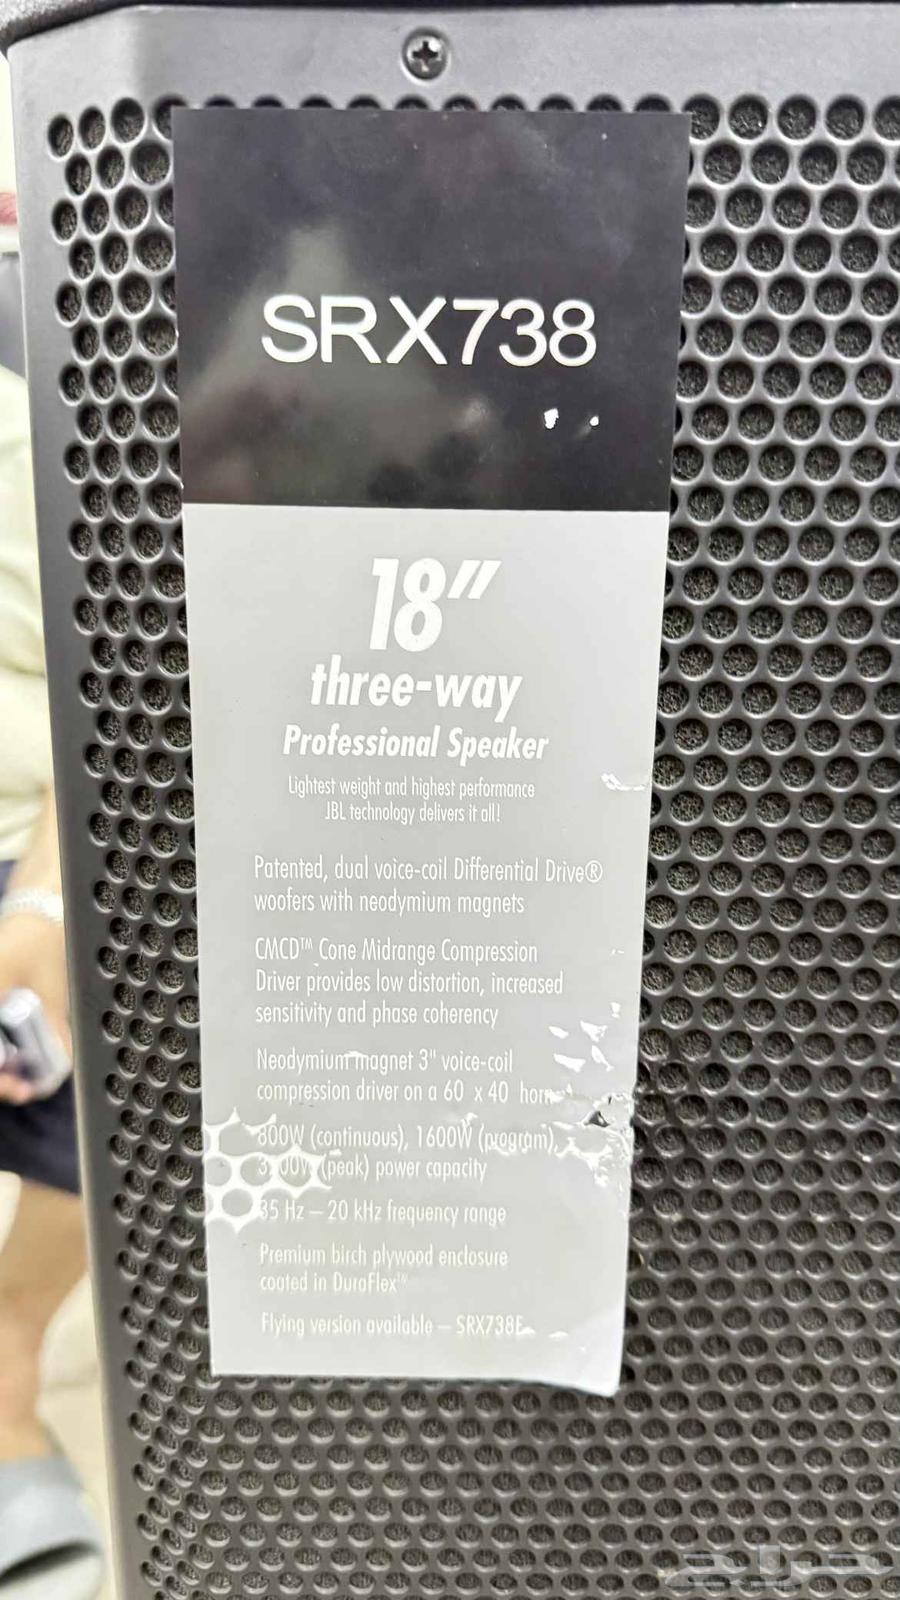 SRX738
18"
three-way
Professional Speaker
Lightest weight and highest performance
JBL technology delivers it all!
Patented, dual voice-coil Differential Drive®
woofers with neodymium magnets
CMCD™ Cone Midrange Compression
Driver provides low distortion, increased
sensitivity and phase coherency
Neodymium magnet 3" voice-coil
compression driver on a 60 x 40 horn
800W (continuous), 1600W (program),
(peak) power capacity
35 Hz – 20 kHz frequency range
Premium birch plywood enclosure
coated in DuraFlex™
Flying version available – SRX738F
حراج